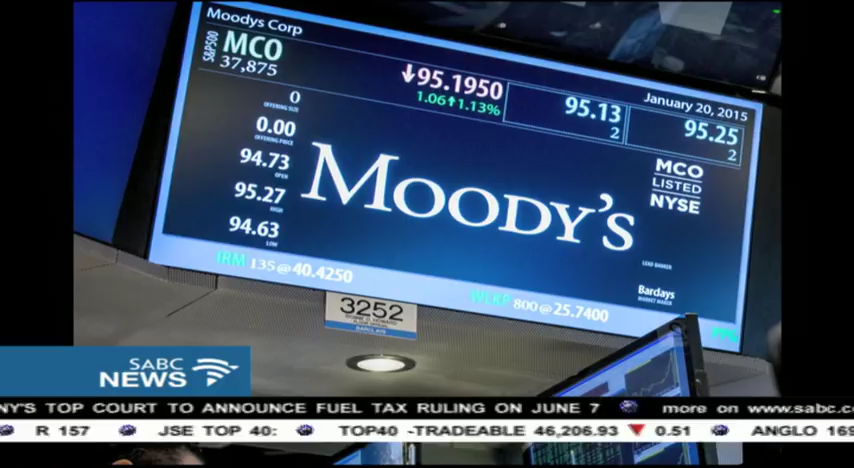 Moodys Corp
S&P500
MCO
37,875
95.1950
1.06 1.13%
95.13
2
January 20, 2015
95.25
2
0
OFFERING SIZE
0.00
OFFERING PRICE
94.73
OPEN
95.27
HIGH
94.63
LOW
MOODY'S
MCO
LISTED
NYSE
Barclays
MARKET MAKER
IRM 135@40.4250
800@25.7400
3252
BARCLAYS
SABC
NEWS
NY'S TOP COURT TO ANNOUNCE FUEL TAX RULING ON JUNE 7 more on www.sabc.c
R 157 JSE TOP 40: TOP40 -TRADEABLE 46,206.93 0.51 ANGLO 169